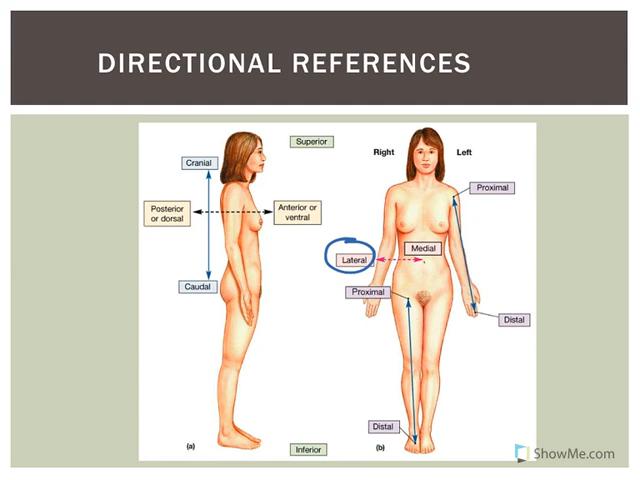 DIRECTIONAL REFERENCES
Superior
Right
Left
Cranial
Proximal
Posterior
or dorsal
Anterior or
ventral
Medial
Lateral
Caudal
Proximal
Distal
Distal
(a)
Inferior
(b)
ShowMe.com